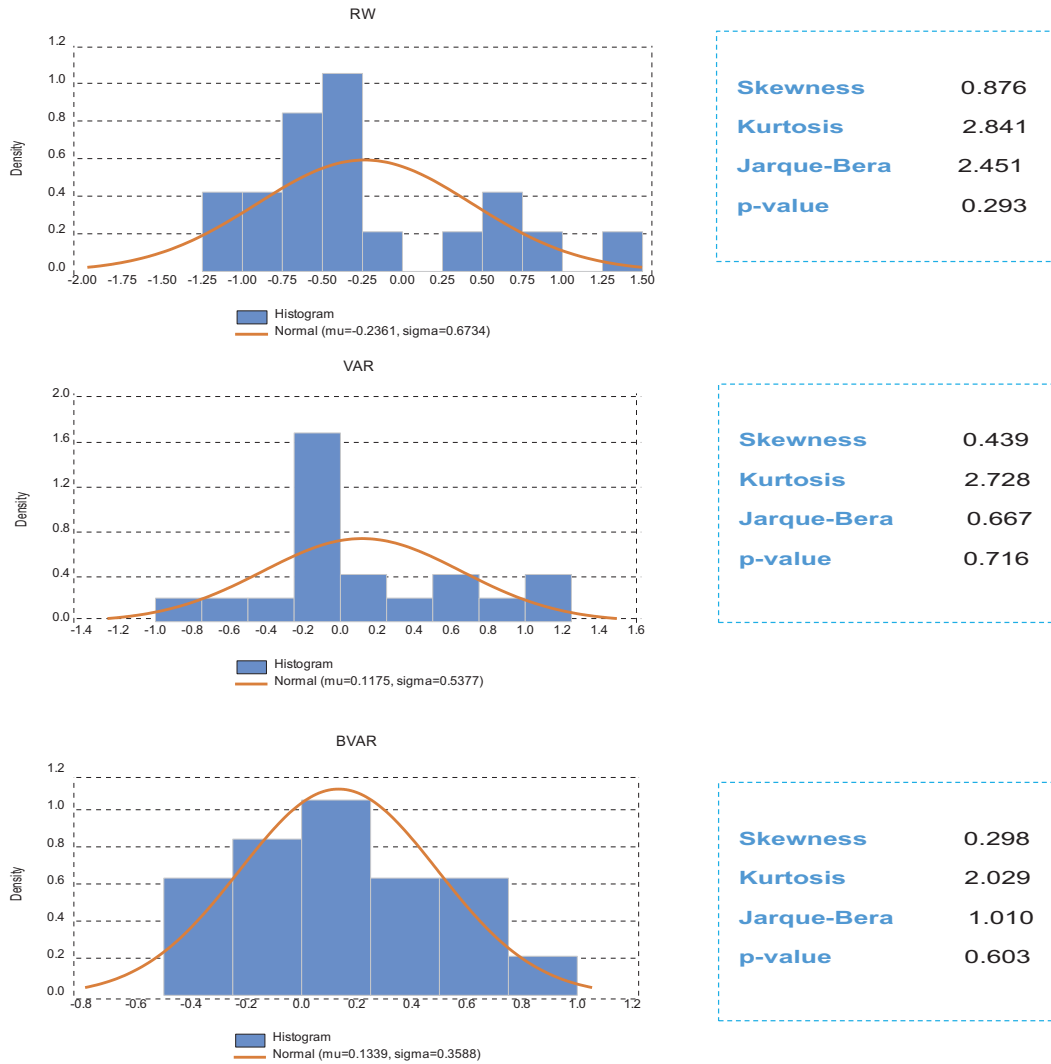 RW
1.2
1.0
0.8
0.6
0.4
0.2
0.0
Density
-2.00 -1.75 -1.50 -1.25 -1.00 -0.75 -0.50 -0.25 0.00 0.25 0.50 0.75 1.00 1.25 1.50
Histogram
Normal (mu=-0.2361, sigma=0.6734)
Skewness 0.876
Kurtosis 2.841
Jarque-Bera 2.451
p-value 0.293
VAR
2.0
1.6
1.2
0.8
0.4
0.0
Density
-1.4 -1.2 -1.0 -0.8 -0.6 -0.4 -0.2 0.0 0.2 0.4 0.6 0.8 1.0 1.2 1.4 1.6
Histogram
Normal (mu=0.1175, sigma=0.5377)
Skewness 0.439
Kurtosis 2.728
Jarque-Bera 0.667
p-value 0.716
BVAR
1.2
1.0
0.8
0.6
0.4
0.2
0.0
Density
-0.8 -0.6 -0.4 -0.2 0.0 0.2 0.4 0.6 0.8 1.0 1.2
Histogram
Normal (mu=0.1339, sigma=0.3588)
Skewness 0.298
Kurtosis 2.029
Jarque-Bera 1.010
p-value 0.603